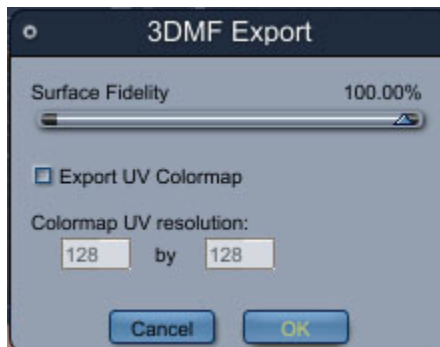 3DMF Export
Surface Fidelity 100.00%
Export UV Colormap
Colormap UV resolution:
128 by 128
Cancel OK